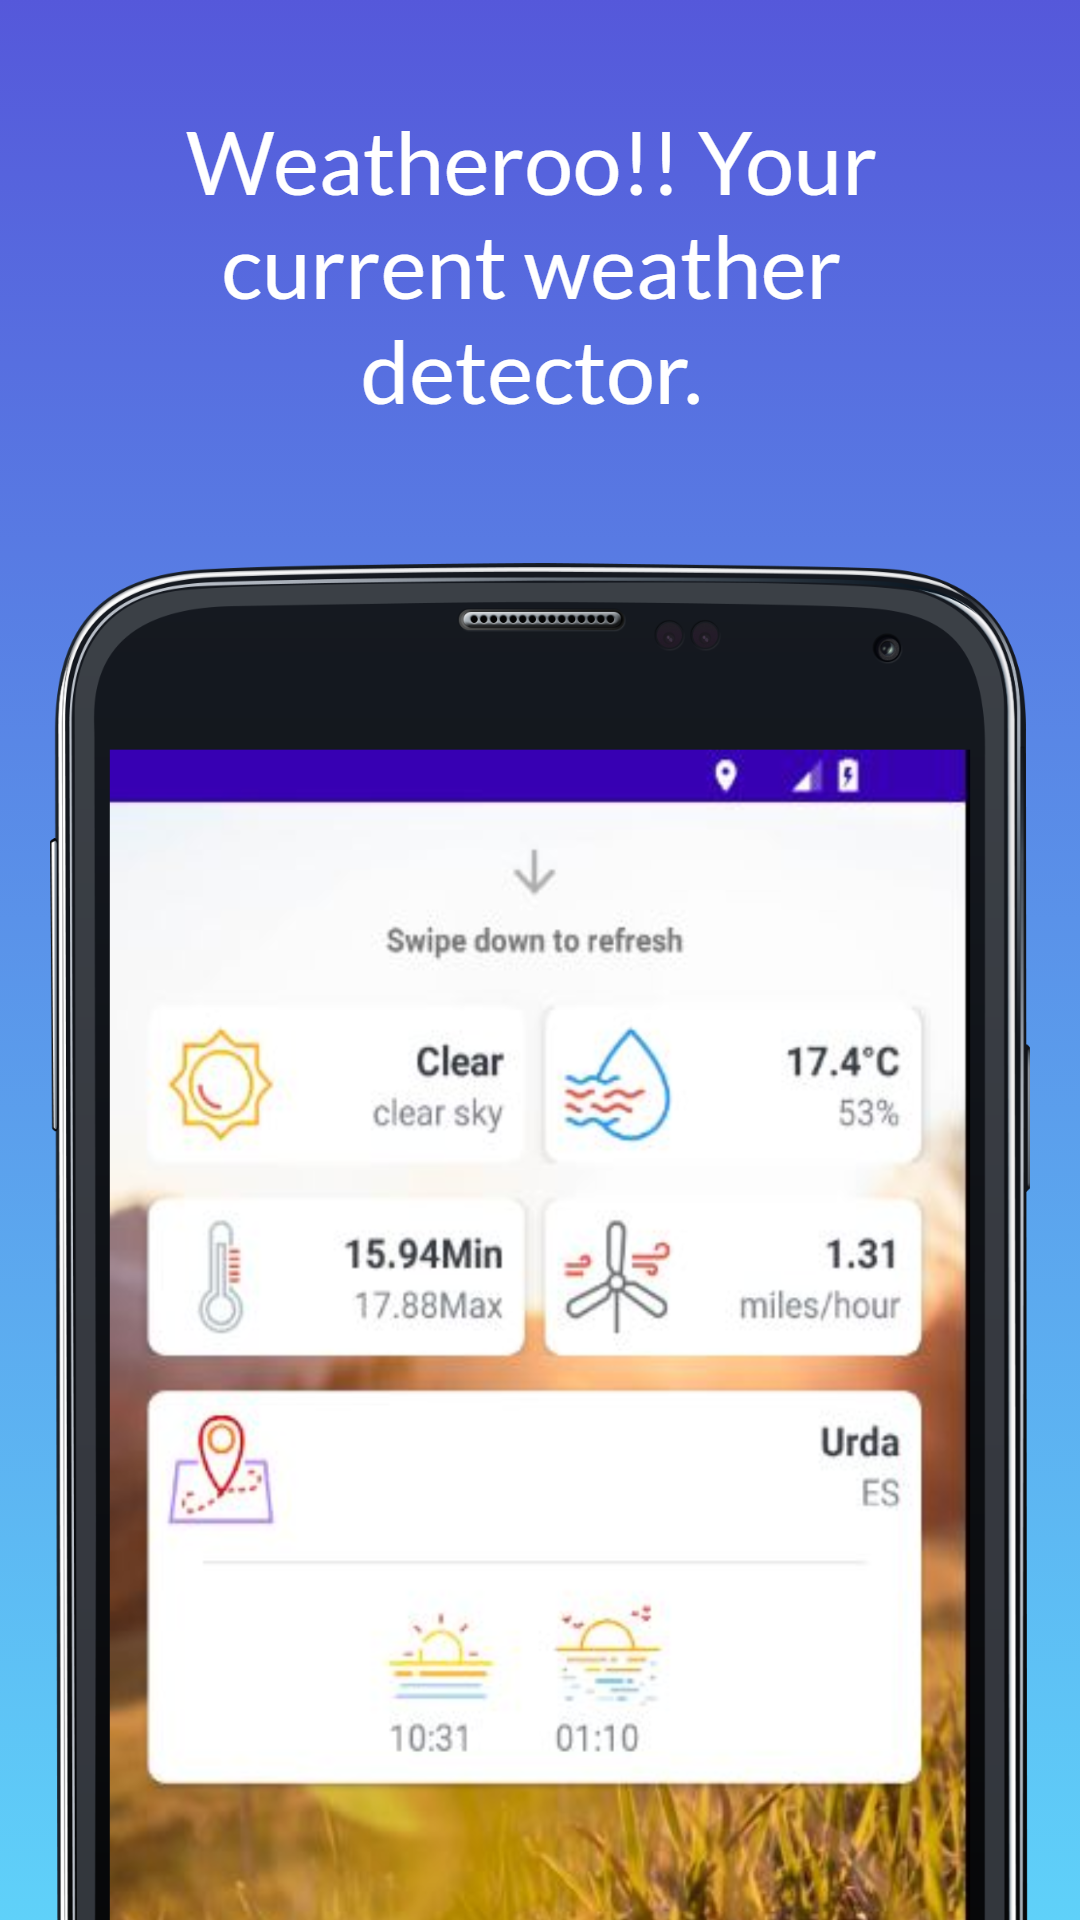 Weatheroo!! Your
current weather
detector.
Swipe down to refresh
Clear
clear sky
17.4°C
53%
15.94Min
17.88Max
1.31
miles/hour
Urda
ES
10:31
01:10